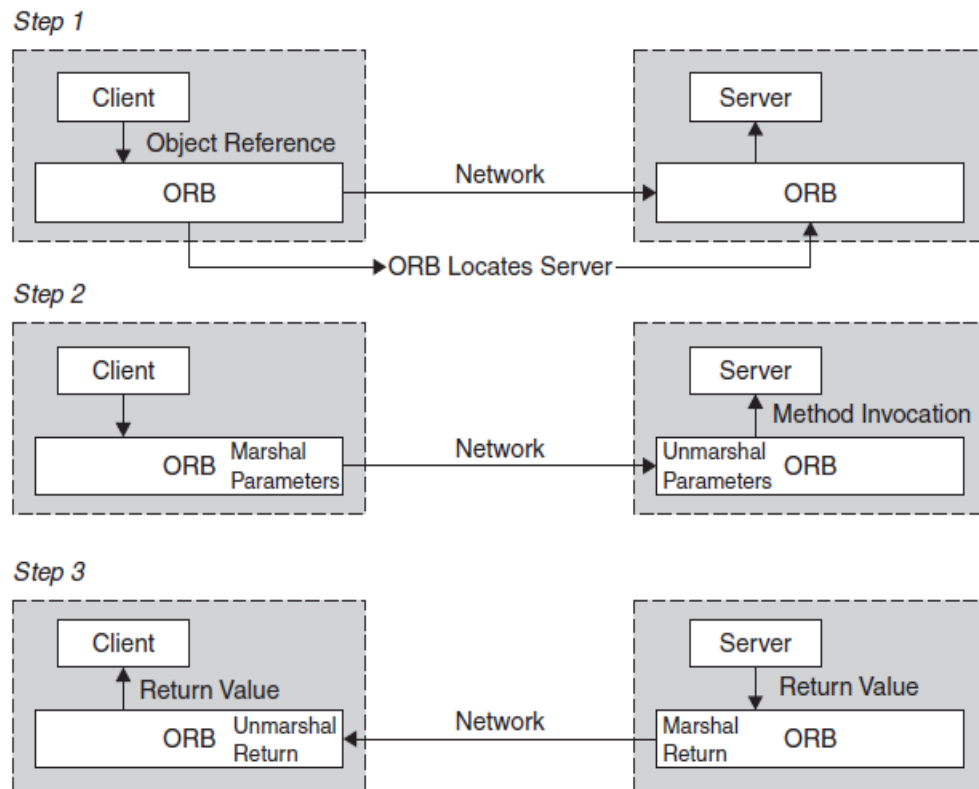 Step 1
Client
Server
Object Reference
Network
ORB
ORB
ORB Locates Server
Step 2
Client
Server
Method Invocation
Network
ORB
Marshal
Parameters
Unmarshal
Parameters
ORB
Step 3
Client
Server
Return Value
Return Value
Network
ORB
Unmarshal
Return
Marshal
Return
ORB